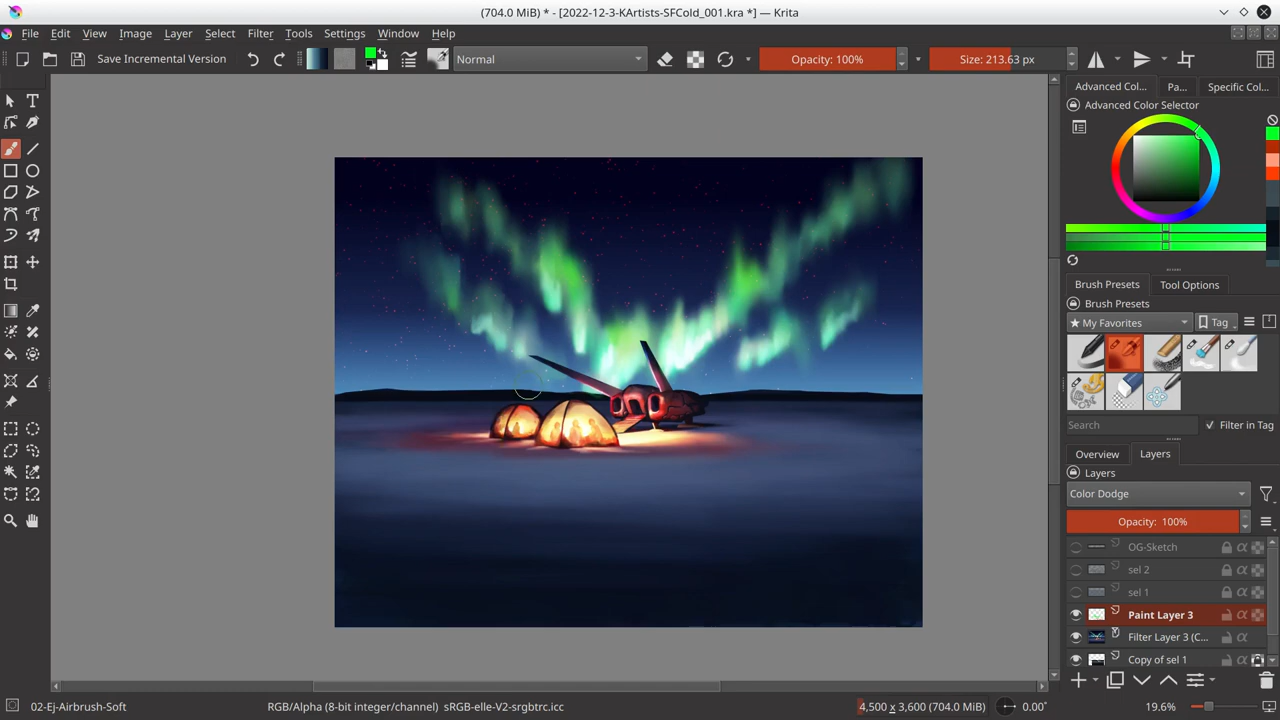 (704.0 MiB) * - [2022-12-3-KArtists-SFCold_001.kra *] — Krita
File Edit View Image Layer Select Filter Tools Settings Window Help
Save Incremental Version Normal Opacity: 100% Size: 213.63 px
Advanced Col... Pa... Specific Col...
Advanced Color Selector
Brush Presets Tool Options
Brush Presets
★ My Favorites Tag
Search ✓ Filter in Tag
Overview Layers
Layers
Color Dodge
Opacity: 100%
OG-Sketch
sel 2
sel 1
Paint Layer 3
Filter Layer 3 (C...
Copy of sel 1
02-Ej-Airbrush-Soft RGB/Alpha (8-bit integer/channel) sRGB-elle-V2-srgbtrc.icc 4,500 x 3,600 (704.0 MiB) 0.00° 19.6%